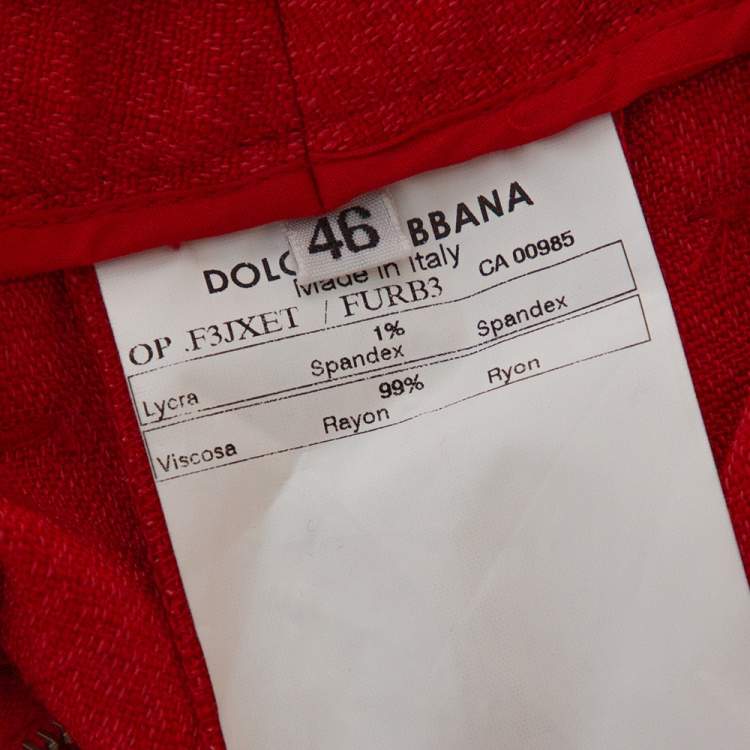 46
DOLC BBANA
Made in Italy
OP .F3JXET / FURB3 CA 00985
1%
Lycra Spandex Spandex
99%
Viscosa Rayon Ryon